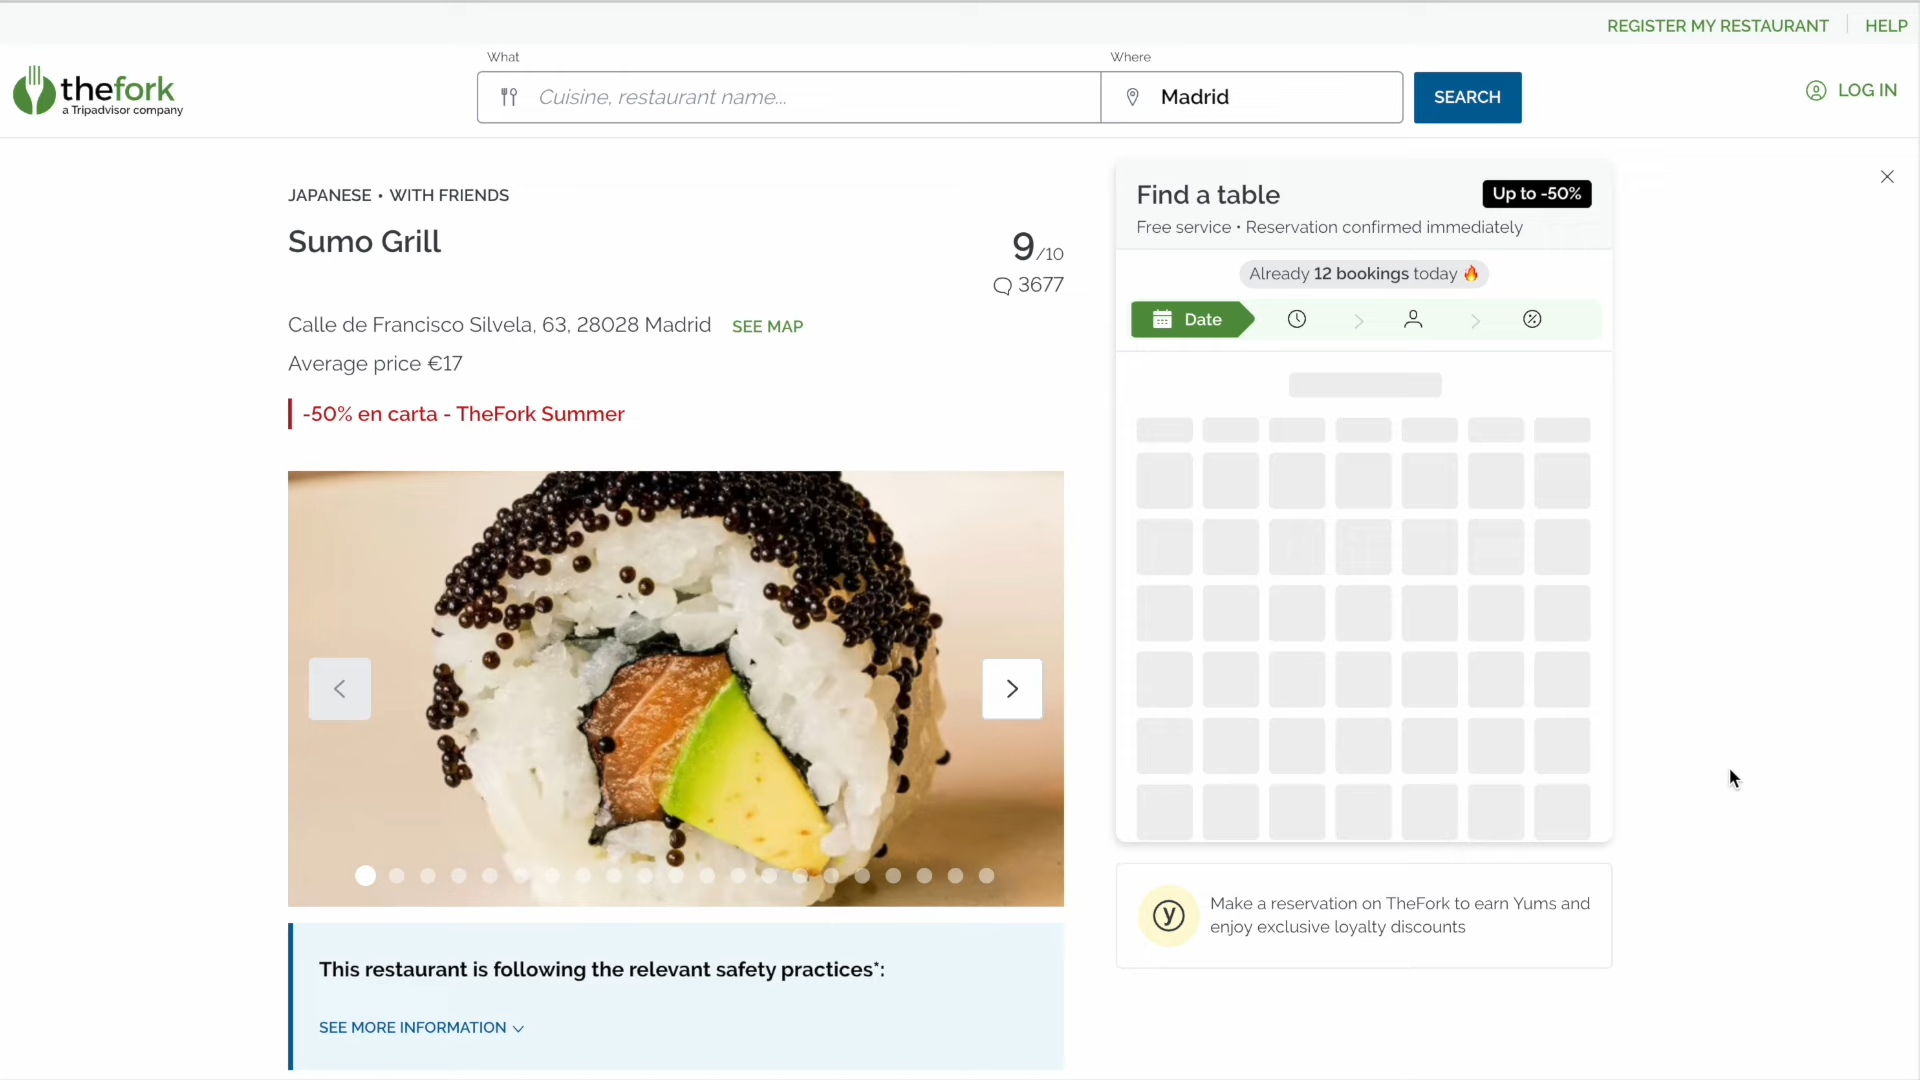 REGISTER MY RESTAURANT
HELP
thefork
a Tripadvisor company
What
Cuisine, restaurant name...
Where
Madrid
SEARCH
LOG IN
JAPANESE • WITH FRIENDS
Sumo Grill
9/10
3677
Calle de Francisco Silvela, 63, 28028 Madrid SEE MAP
Average price €17
-50% en carta - TheFork Summer
Find a table
Up to -50%
Free service • Reservation confirmed immediately
Already 12 bookings today 🔥
Date
y
Make a reservation on TheFork to earn Yums and
enjoy exclusive loyalty discounts
This restaurant is following the relevant safety practices*:
SEE MORE INFORMATION